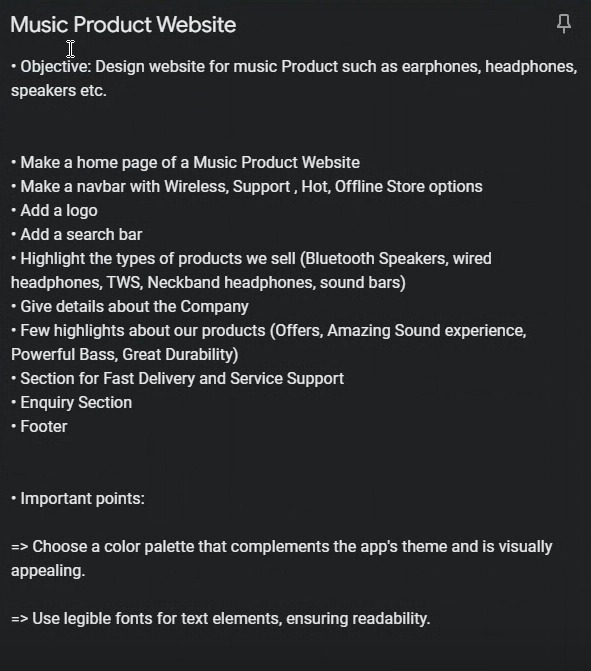 Music Product Website
• Objective: Design website for music Product such as earphones, headphones,
speakers etc.
• Make a home page of a Music Product Website
• Make a navbar with Wireless, Support , Hot, Offline Store options
• Add a logo
• Add a search bar
• Highlight the types of products we sell (Bluetooth Speakers, wired
headphones, TWS, Neckband headphones, sound bars)
• Give details about the Company
• Few highlights about our products (Offers, Amazing Sound experience,
Powerful Bass, Great Durability)
• Section for Fast Delivery and Service Support
• Enquiry Section
• Footer
• Important points:
=> Choose a color palette that complements the app's theme and is visually
appealing.
=> Use legible fonts for text elements, ensuring readability.